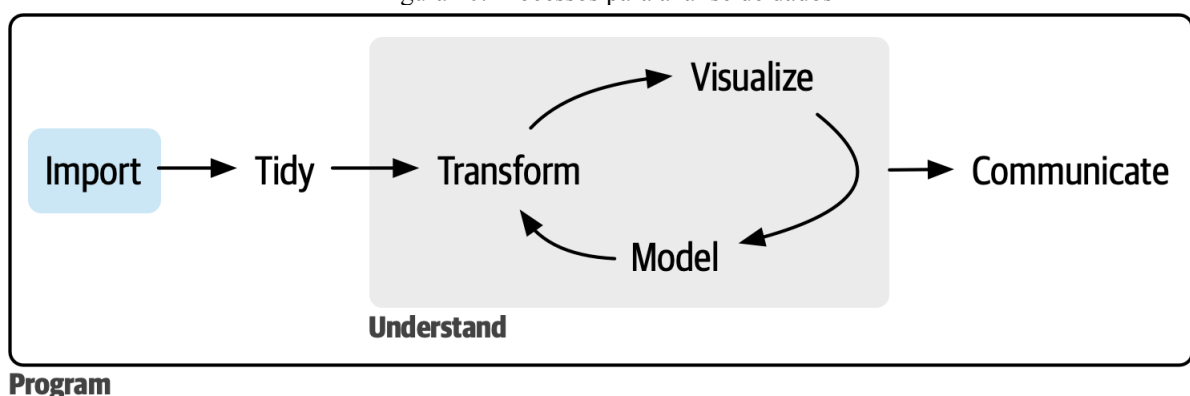 Visualize
Import
Tidy
Transform
Communicate
Model
Understand
Program